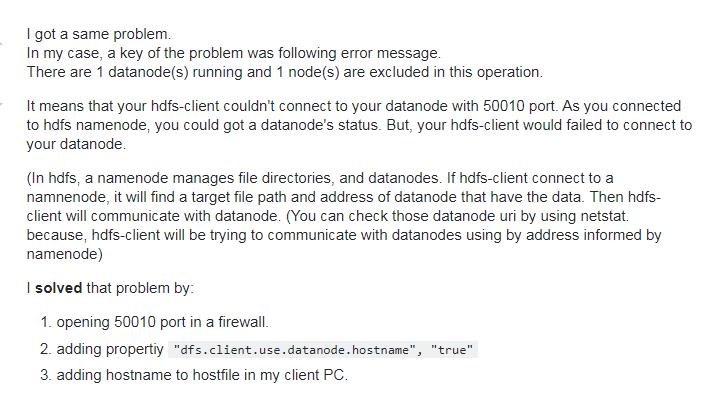 I got a same problem.
In my case, a key of the problem was following error message.
There are 1 datanode(s) running and 1 node(s) are excluded in this operation.
It means that your hdfs-client couldn't connect to your datanode with 50010 port. As you connected
to hdfs namenode, you could got a datanode's status. But, your hdfs-client would failed to connect to
your datanode.
(In hdfs, a namenode manages file directories, and datanodes. If hdfs-client connect to a
namnenode, it will find a target file path and address of datanode that have the data. Then hdfs-
client will communicate with datanode. (You can check those datanode uri by using netstat.
because, hdfs-client will be trying to communicate with datanodes using by address informed by
namenode)
I solved that problem by:
1. opening 50010 port in a firewall.
2. adding propertiy "dfs.client.use.datanode.hostname", "true"
3. adding hostname to hostfile in my client PC.